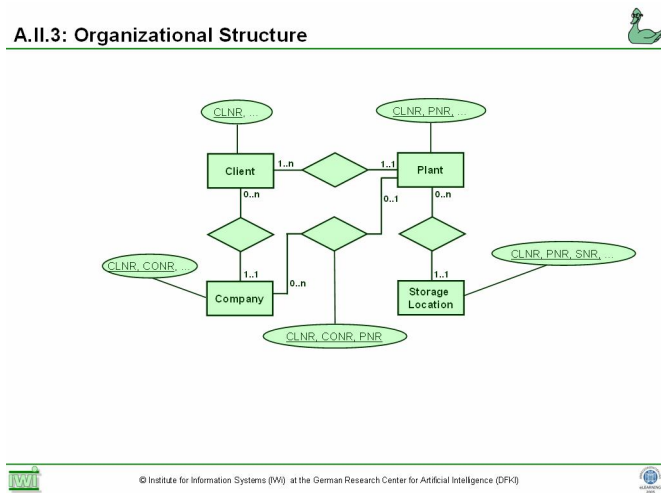 A.II.3: Organizational Structure
CLNR, ...
CLNR, PNR, ...
Client
1..n
1..1
Plant
0..n
0..1
0..n
CLNR, CONR, ...
CLNR, PNR, SNR, ...
1..1
0..n
1..1
Company
Storage
Location
CLNR, CONR, PNR
iWi
© Institute for Information Systems (IWi) at the German Research Center for Artificial Intelligence (DFKI)